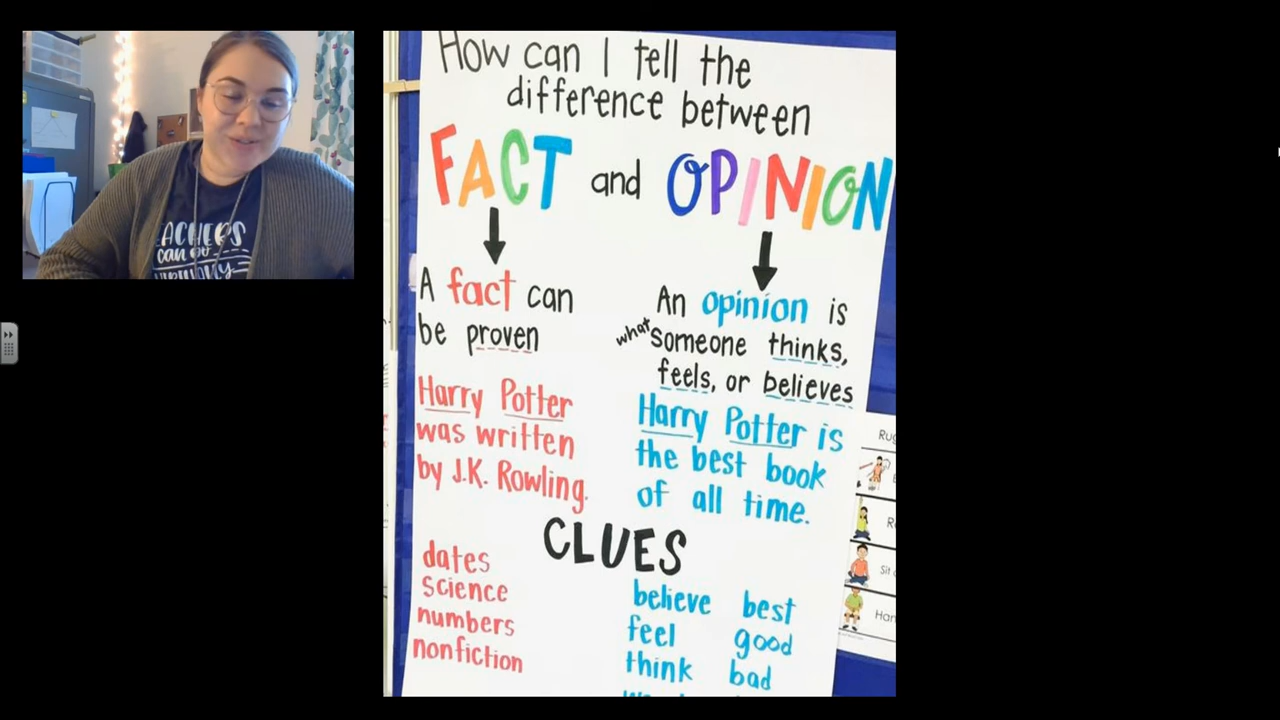 How can I tell the
difference between
FACT and OPINION
A fact can
be proven
Harry Potter
was written
by J.K. Rowling.
An opinion is
what someone thinks,
feels, or believes
Harry Potter is
the best book
of all time.
CLUES
dates
science
numbers
nonfiction
believe best
feel good
think bad
can
Sit